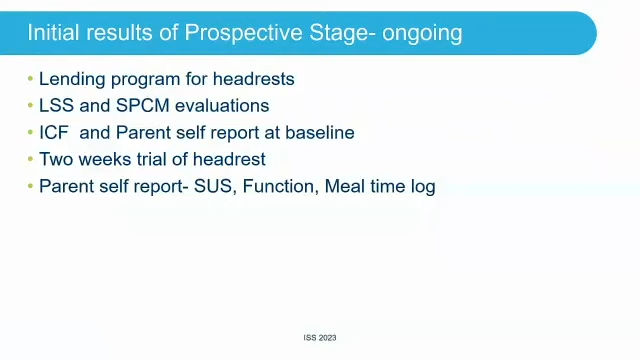 Initial results of Prospective Stage- ongoing
• Lending program for headrests
• LSS and SPCM evaluations
• ICF  and Parent self report at baseline
• Two weeks trial of headrest
• Parent self report- SUS, Function, Meal time log
ISS 2023